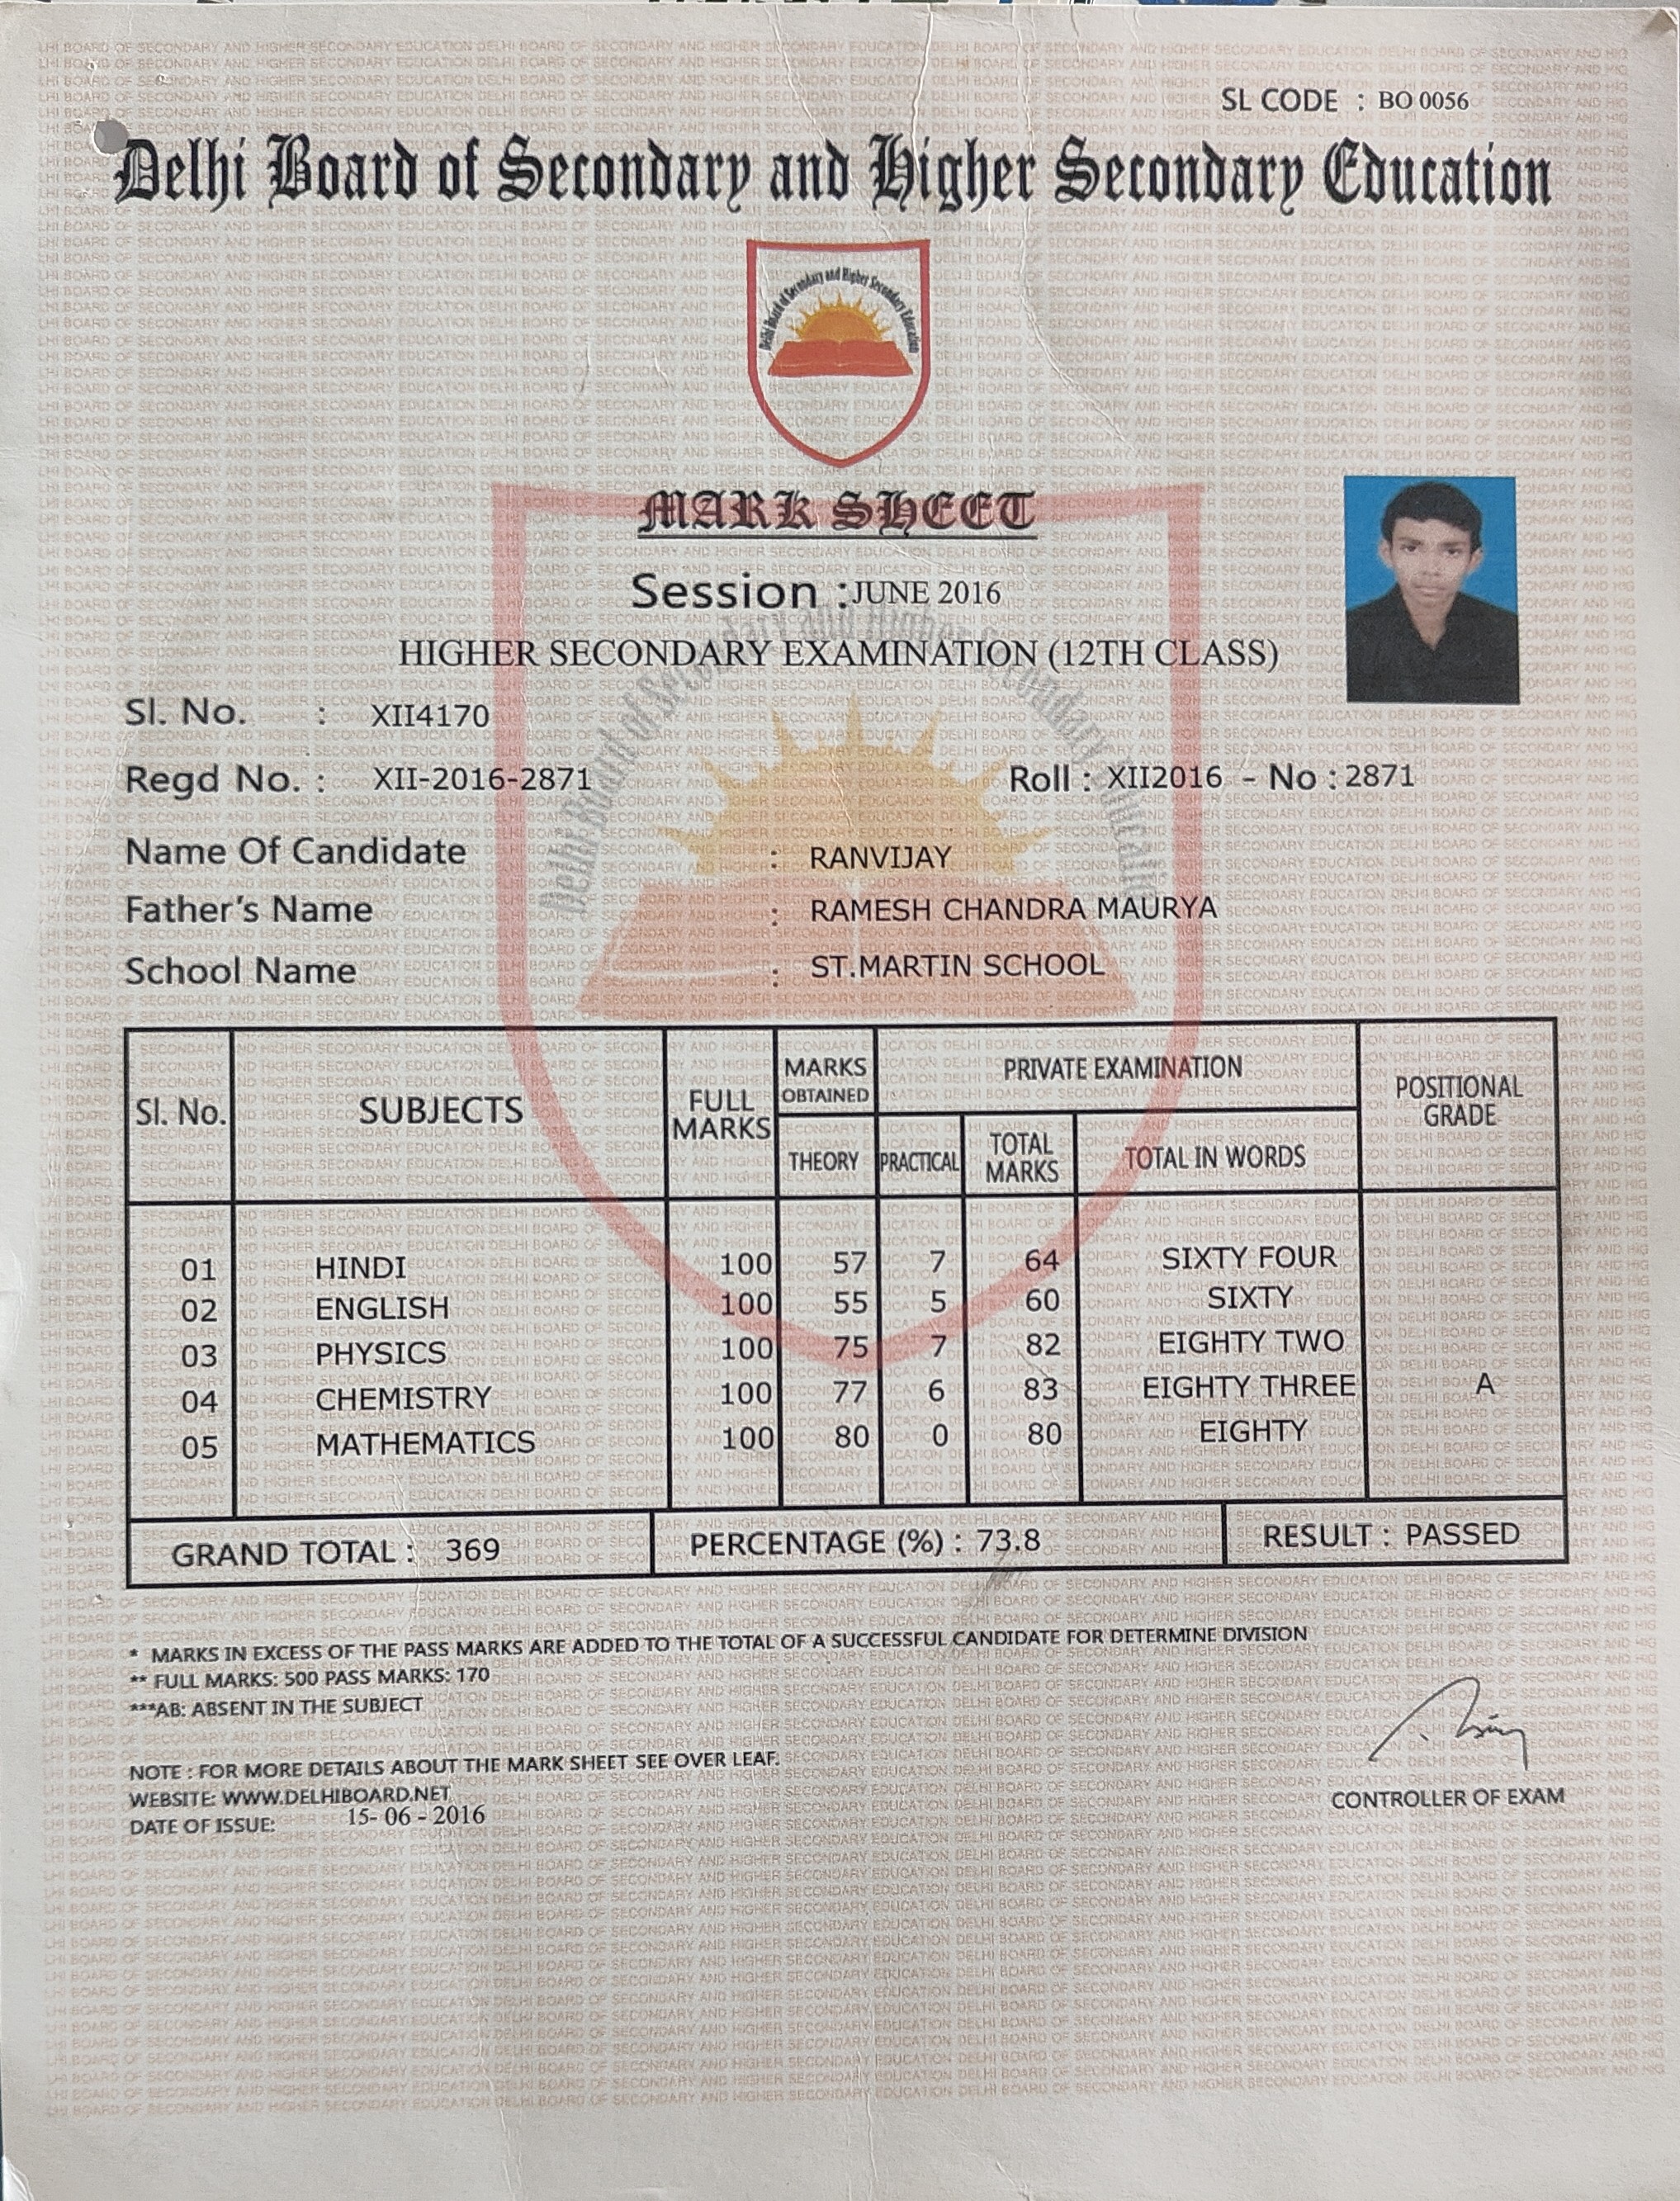 SL CODE : BO 0056
Delhi Board of Secondary and Higher Secondary Education
Delhi Board of Secondary and Higher Secondary Education
MARK SHEET
Session : JUNE 2016
HIGHER SECONDARY EXAMINATION (12TH CLASS)
Sl. No. : XII4170
Regd No. : XII-2016-2871 Roll : XII2016 - No : 2871
Name Of Candidate : RANVIJAY
Father's Name : RAMESH CHANDRA MAURYA
School Name : ST.MARTIN SCHOOL
Sl. No. SUBJECTS FULL MARKS MARKS OBTAINED PRIVATE EXAMINATION POSITIONAL GRADE
THEORY PRACTICAL TOTAL MARKS TOTAL IN WORDS
01 HINDI 100 57 7 64 SIXTY FOUR
02 ENGLISH 100 55 5 60 SIXTY
03 PHYSICS 100 75 7 82 EIGHTY TWO
04 CHEMISTRY 100 77 6 83 EIGHTY THREE A
05 MATHEMATICS 100 80 0 80 EIGHTY
GRAND TOTAL : 369 PERCENTAGE (%) : 73.8 RESULT : PASSED
* MARKS IN EXCESS OF THE PASS MARKS ARE ADDED TO THE TOTAL OF A SUCCESSFUL CANDIDATE FOR DETERMINE DIVISION
** FULL MARKS: 500 PASS MARKS: 170
***AB: ABSENT IN THE SUBJECT
NOTE : FOR MORE DETAILS ABOUT THE MARK SHEET SEE OVER LEAF.
WEBSITE: WWW.DELHIBOARD.NET
DATE OF ISSUE: 15- 06 - 2016
CONTROLLER OF EXAM